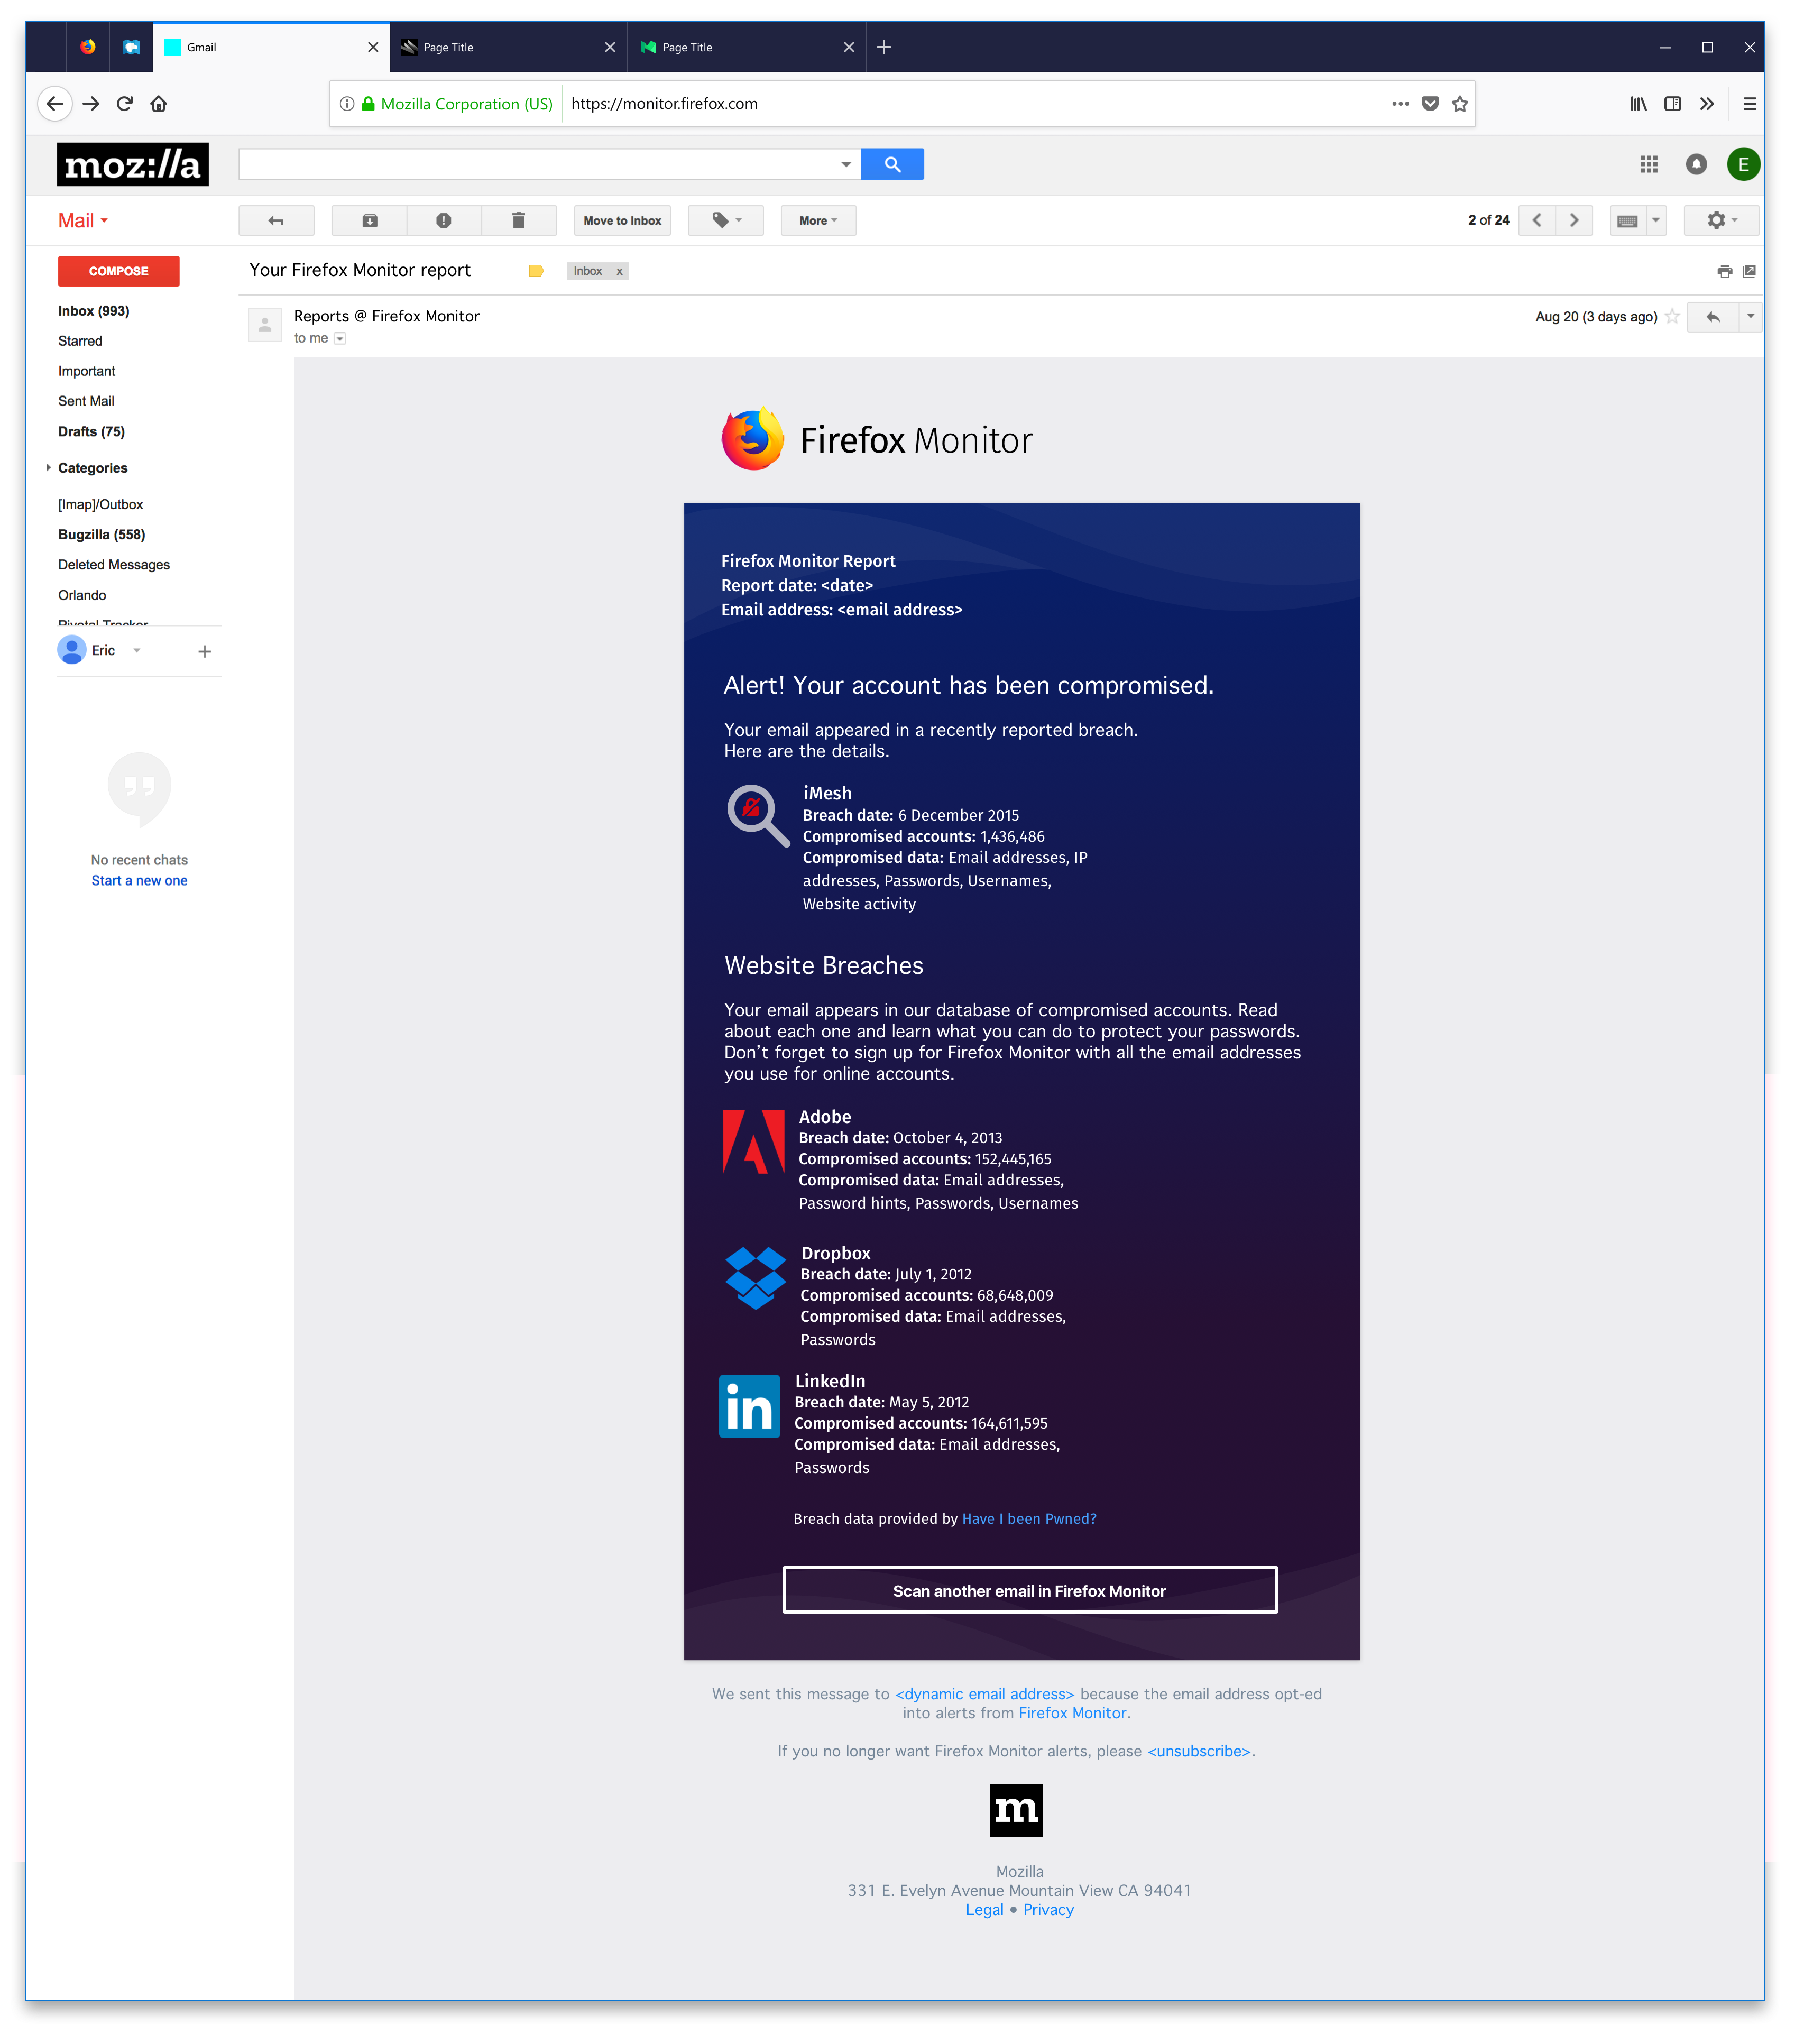 Gmail
Page Title
Page Title
Mozilla Corporation (US)
https://monitor.firefox.com
moz://a
E
Mail
Move to Inbox
More
2 of 24
COMPOSE
Your Firefox Monitor report
Inbox x
Inbox (993)
Starred
Important
Sent Mail
Drafts (75)
Categories
[Imap]/Outbox
Bugzilla (558)
Deleted Messages
Orlando
Pivotal Tracker
Eric
No recent chats
Start a new one
Reports @ Firefox Monitor
to me
Aug 20 (3 days ago)
Firefox Monitor
Firefox Monitor Report
Report date: <date>
Email address: <email address>
Alert! Your account has been compromised.
Your email appeared in a recently reported breach.
Here are the details.
iMesh
Breach date: 6 December 2015
Compromised accounts: 1,436,486
Compromised data: Email addresses, IP
addresses, Passwords, Usernames,
Website activity
Website Breaches
Your email appears in our database of compromised accounts. Read
about each one and learn what you can do to protect your passwords.
Don’t forget to sign up for Firefox Monitor with all the email addresses
you use for online accounts.
Adobe
Breach date: October 4, 2013
Compromised accounts: 152,445,165
Compromised data: Email addresses,
Password hints, Passwords, Usernames
Dropbox
Breach date: July 1, 2012
Compromised accounts: 68,648,009
Compromised data: Email addresses,
Passwords
in
LinkedIn
Breach date: May 5, 2012
Compromised accounts: 164,611,595
Compromised data: Email addresses,
Passwords
Breach data provided by Have I been Pwned?
Scan another email in Firefox Monitor
We sent this message to <dynamic email address> because the email address opt-ed
into alerts from Firefox Monitor.
If you no longer want Firefox Monitor alerts, please <unsubscribe>.
m
Mozilla
331 E. Evelyn Avenue Mountain View CA 94041
Legal • Privacy